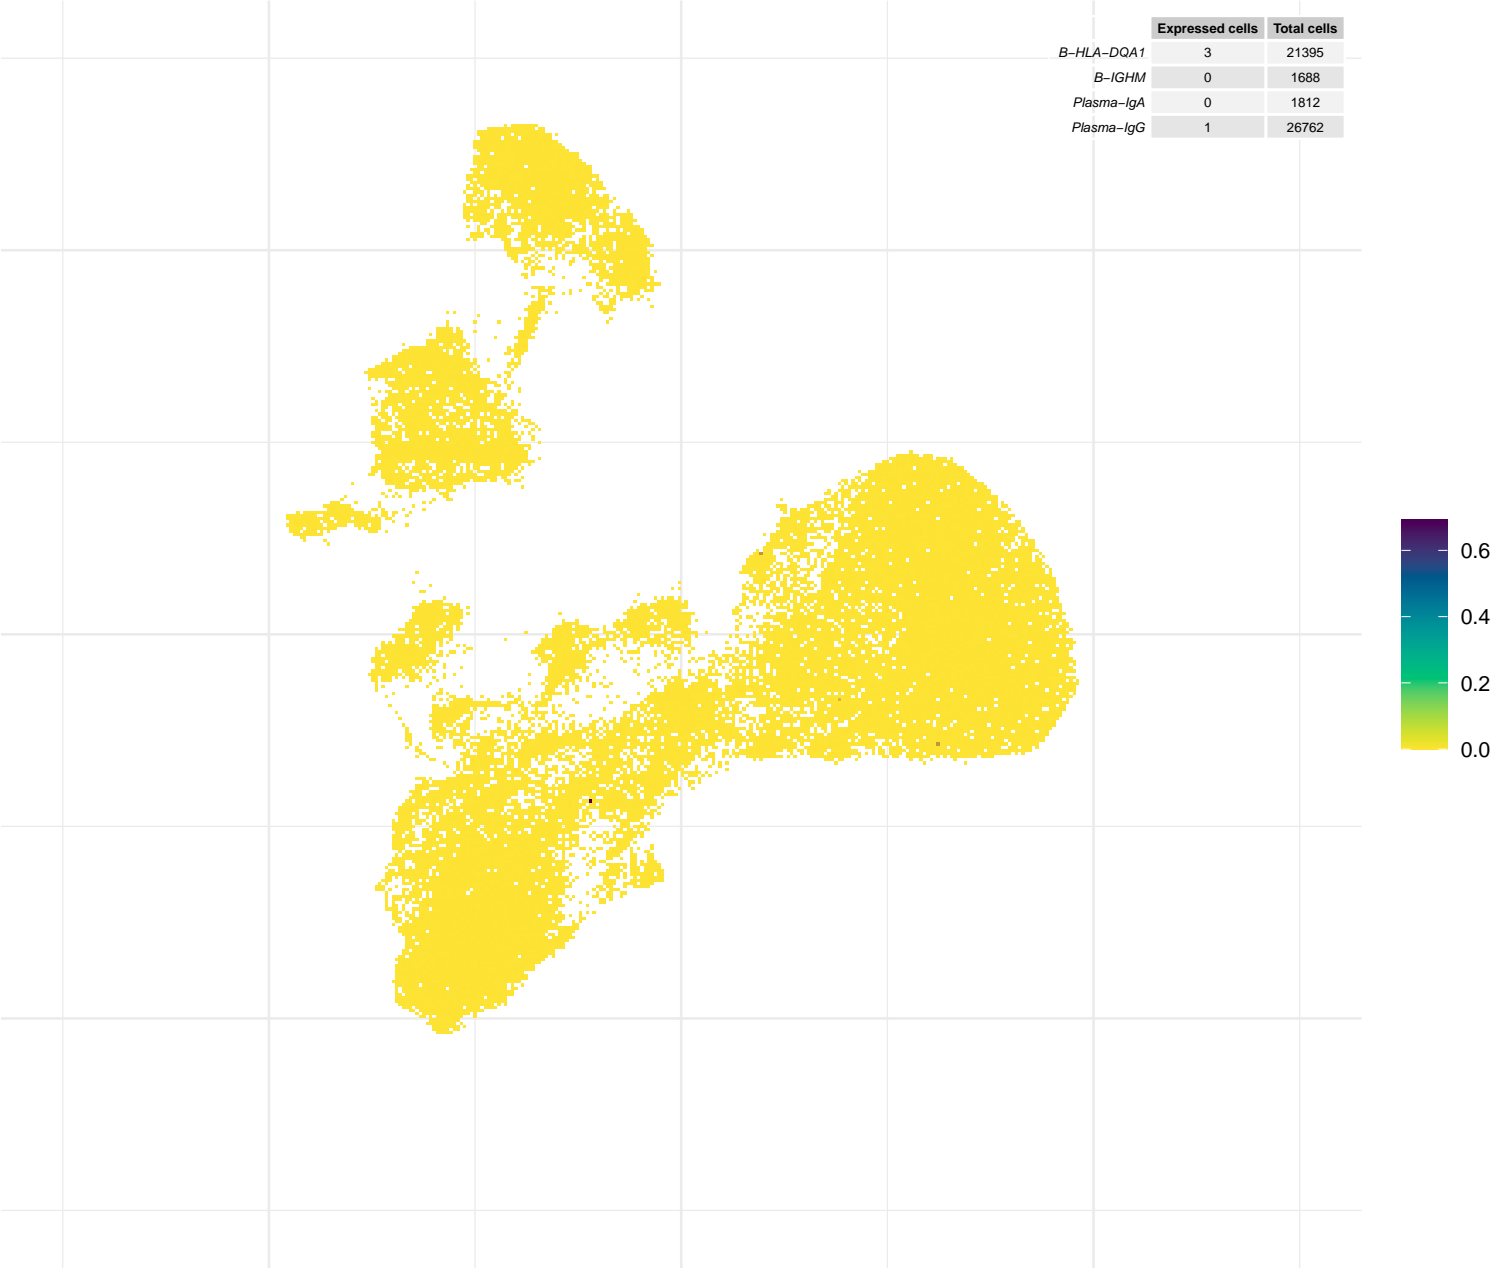 Expressed cells Total cells
B−HLA−DQA1 3 21395
B−IGHM 0 1688
Plasma−IgA 0 1812
Plasma−IgG 1 26762
0.6
0.4
0.2
0.0